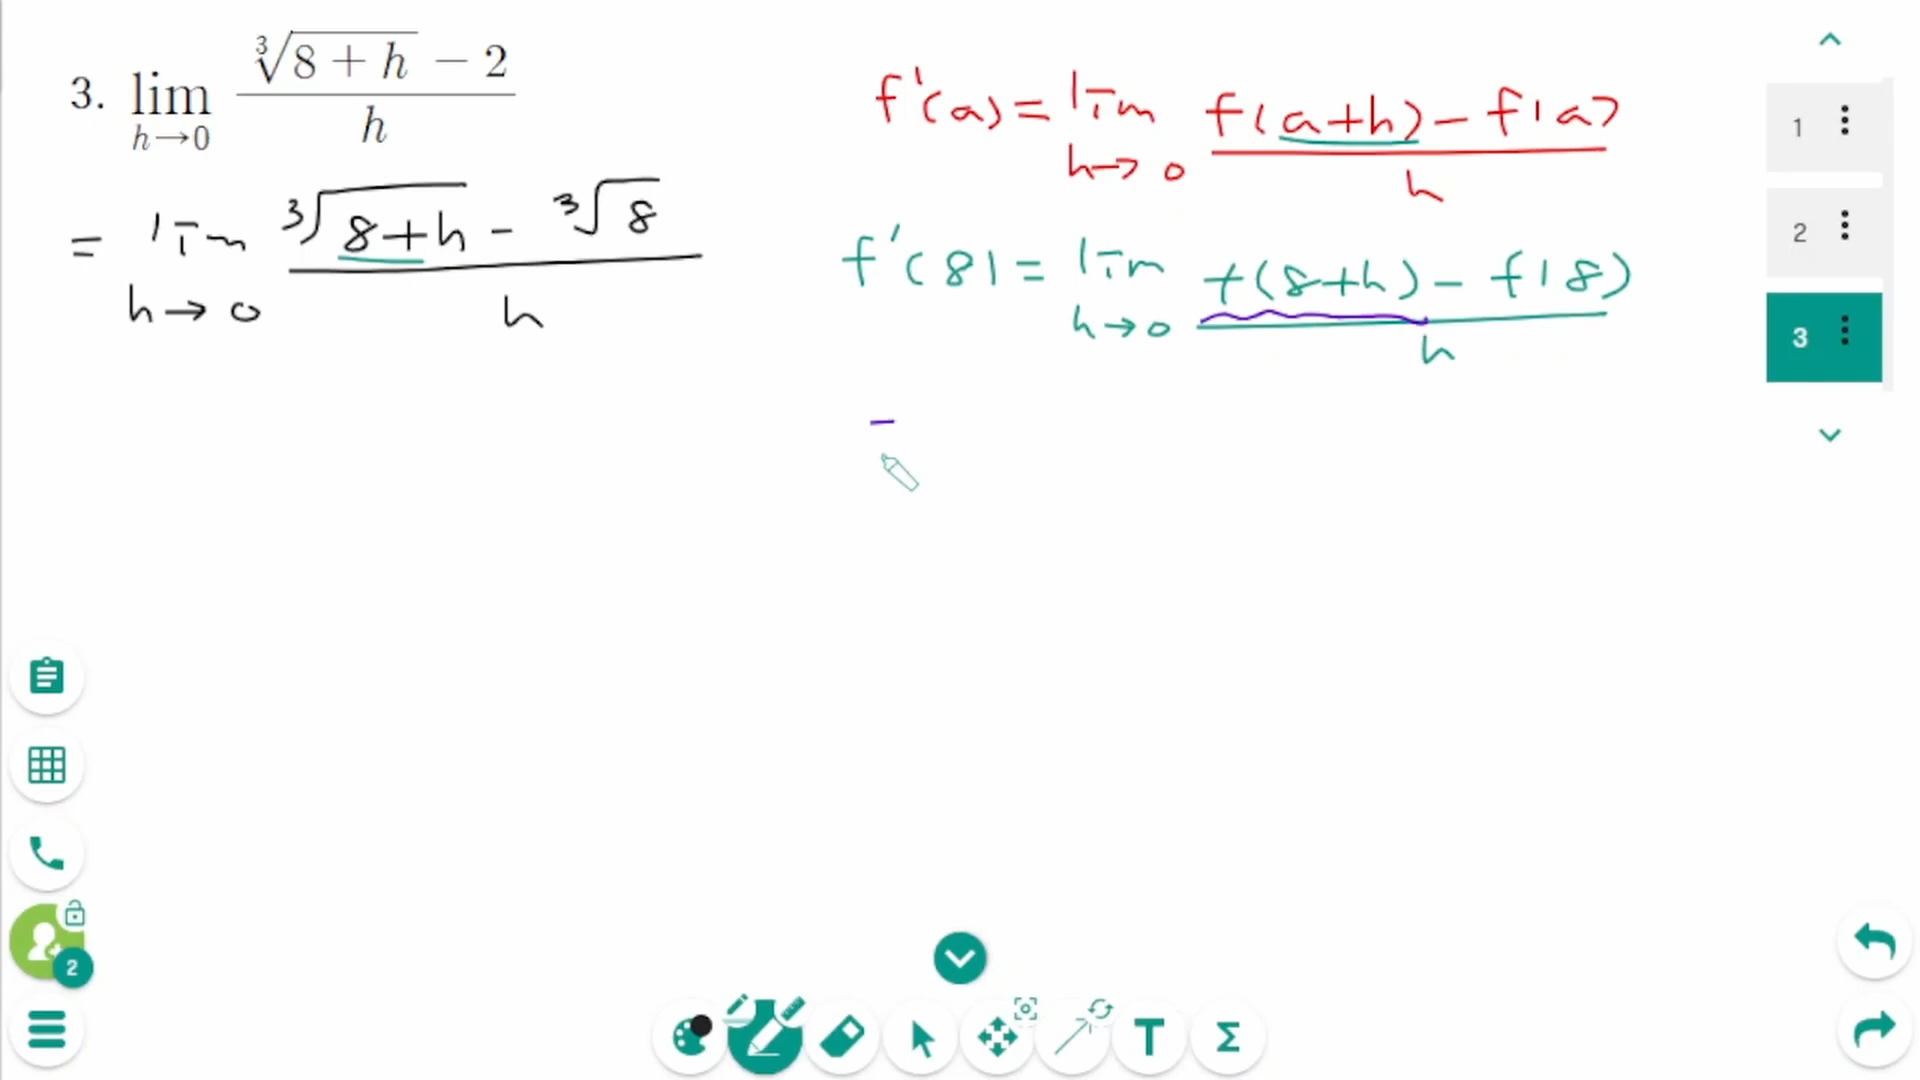 3. lim h→0 ∛(8 + h) − 2 / h
= lim h→0 ∛(8+h) - ∛8 / h
f'(a) = lim h→0 f(a+h) - f(a) / h
f'(8) = lim h→0 f(8+h) - f(8) / h
-
1
2
3
2
T
Σ